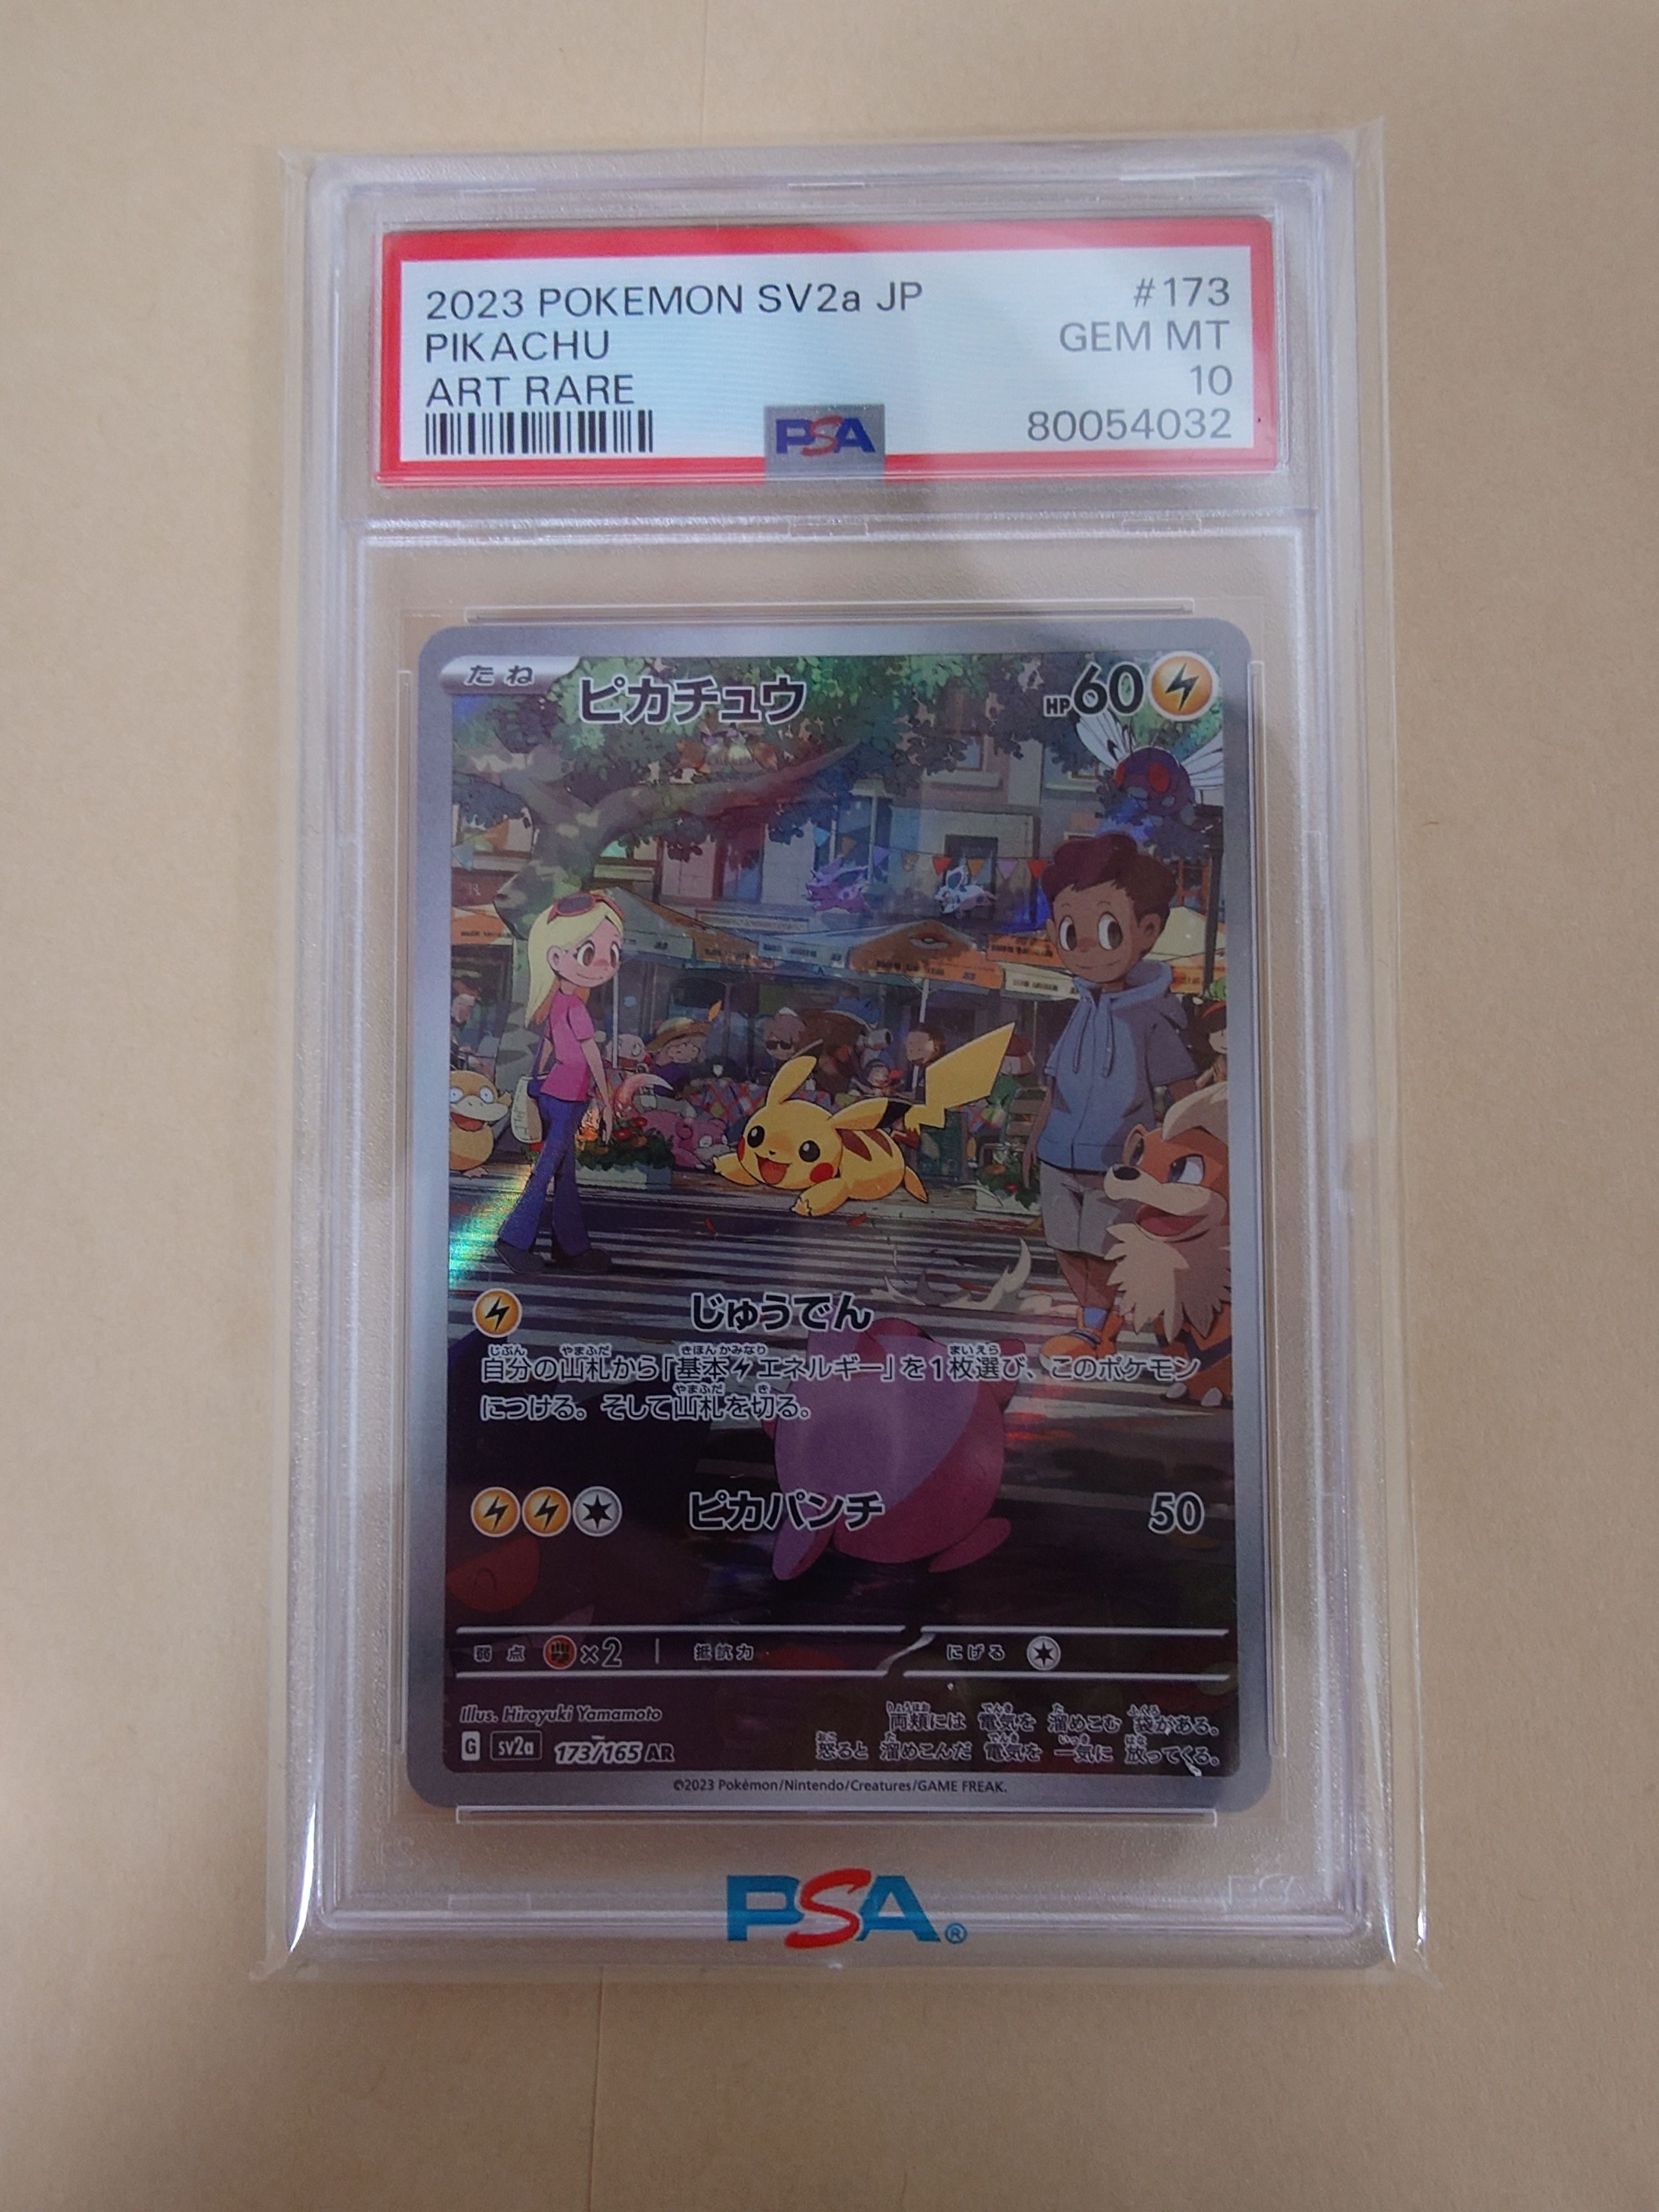 2023 POKEMON SV2a JP #173
PIKACHU GEM MT
ART RARE 10
PSA 80054032
たね ピカチュウ HP60
じゅうでん
自分の山札から「基本エネルギー」を1枚選び、このポケモン
につける。そして山札を切る。
ピカパンチ 50
弱点 ×2 抵抗力 にげる
Illus. Hiroyuki Yamamoto
G sv2a 173/165 AR
両頬には 電気を 溜めこむ 袋がある。
怒ると 溜めこんだ 電気を 一気に 放ってくる。
©2023 Pokémon/Nintendo/Creatures/GAME FREAK.
PSA®